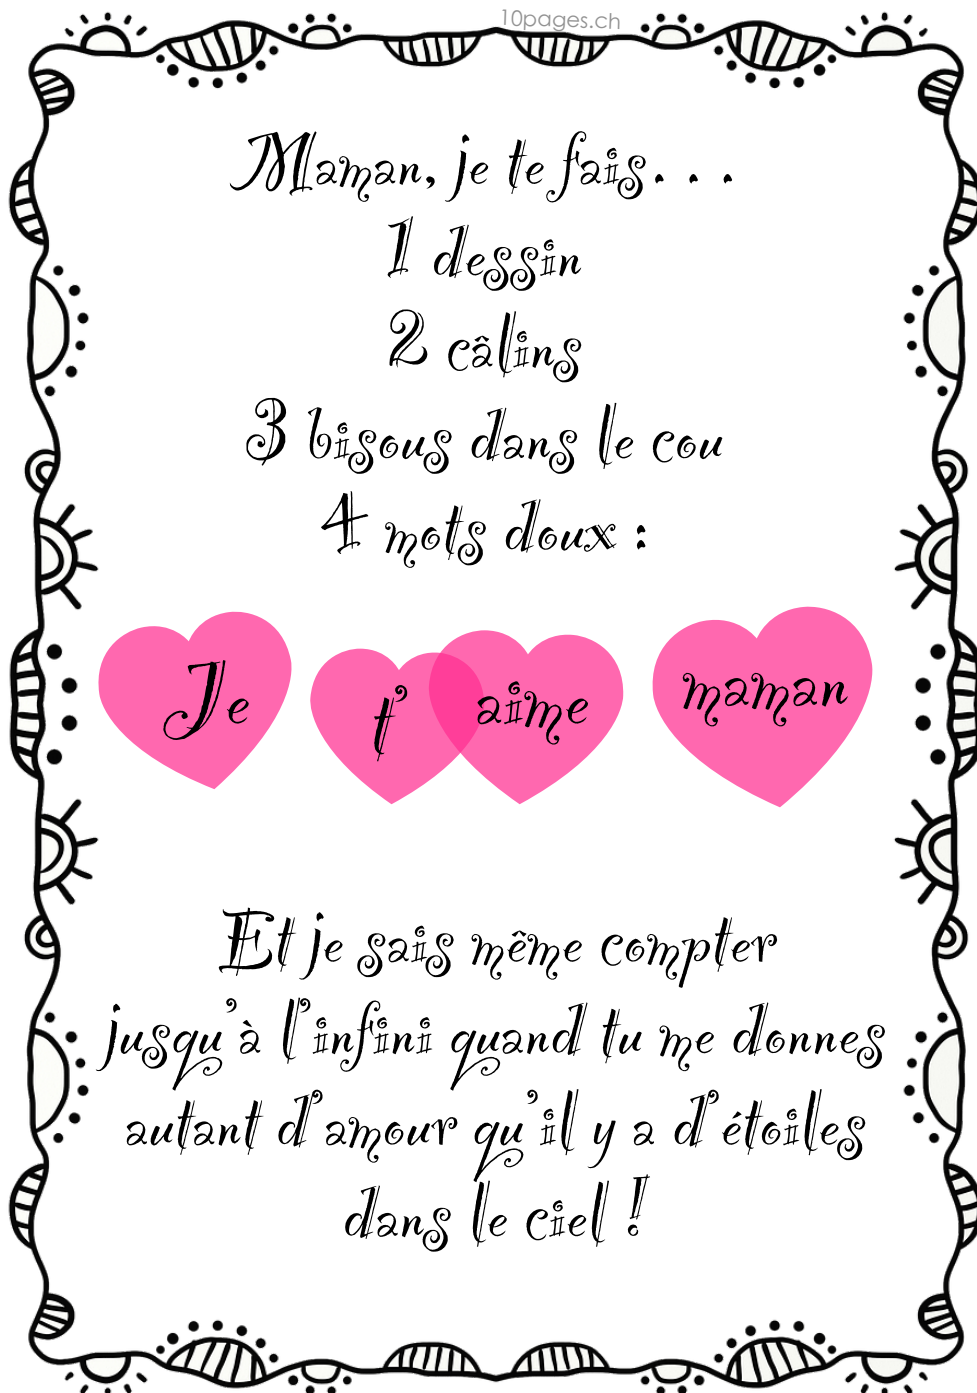 10pages.ch
Maman, je te fais...
1 dessin
2 câlins
3 bisous dans le cou
4 mots doux :
Je t' aime maman
Et je sais même compter
jusqu'à l'infini quand tu me donnes
autant d'amour qu'il y a d'étoiles
dans le ciel !